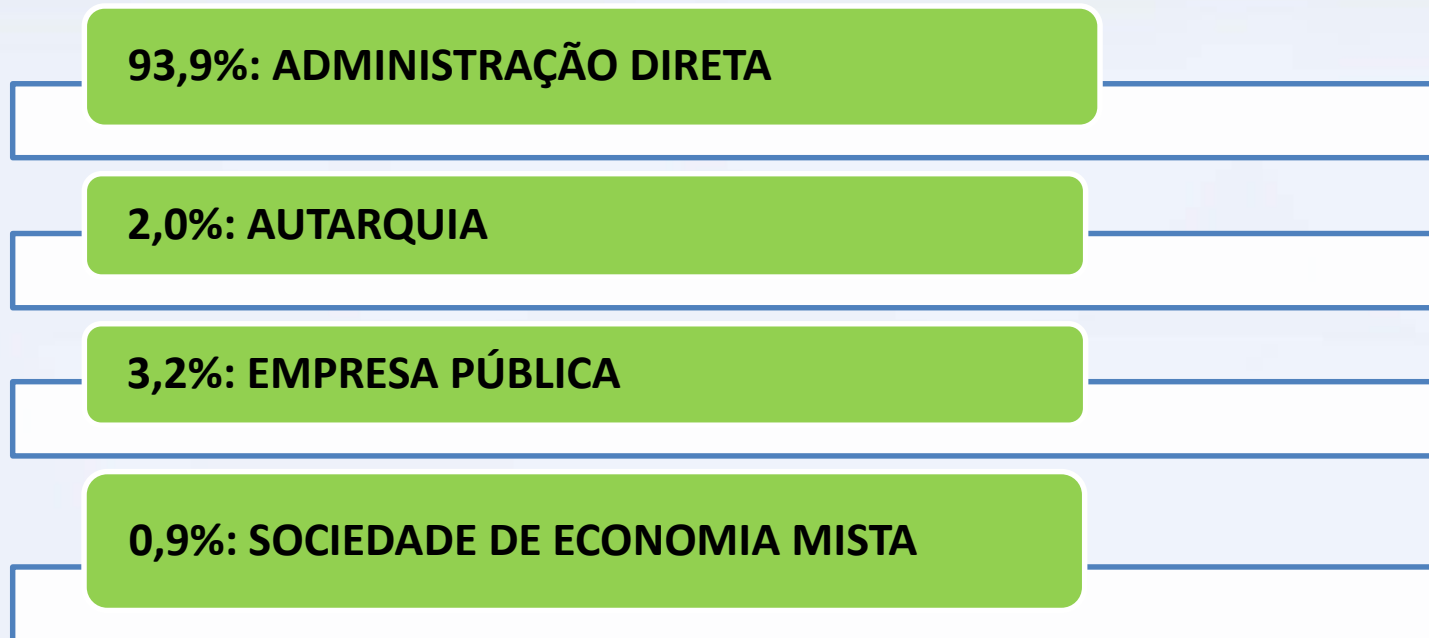 93,9%: ADMINISTRAÇÃO DIRETA
2,0%: AUTARQUIA
3,2%: EMPRESA PÚBLICA
0,9%: SOCIEDADE DE ECONOMIA MISTA